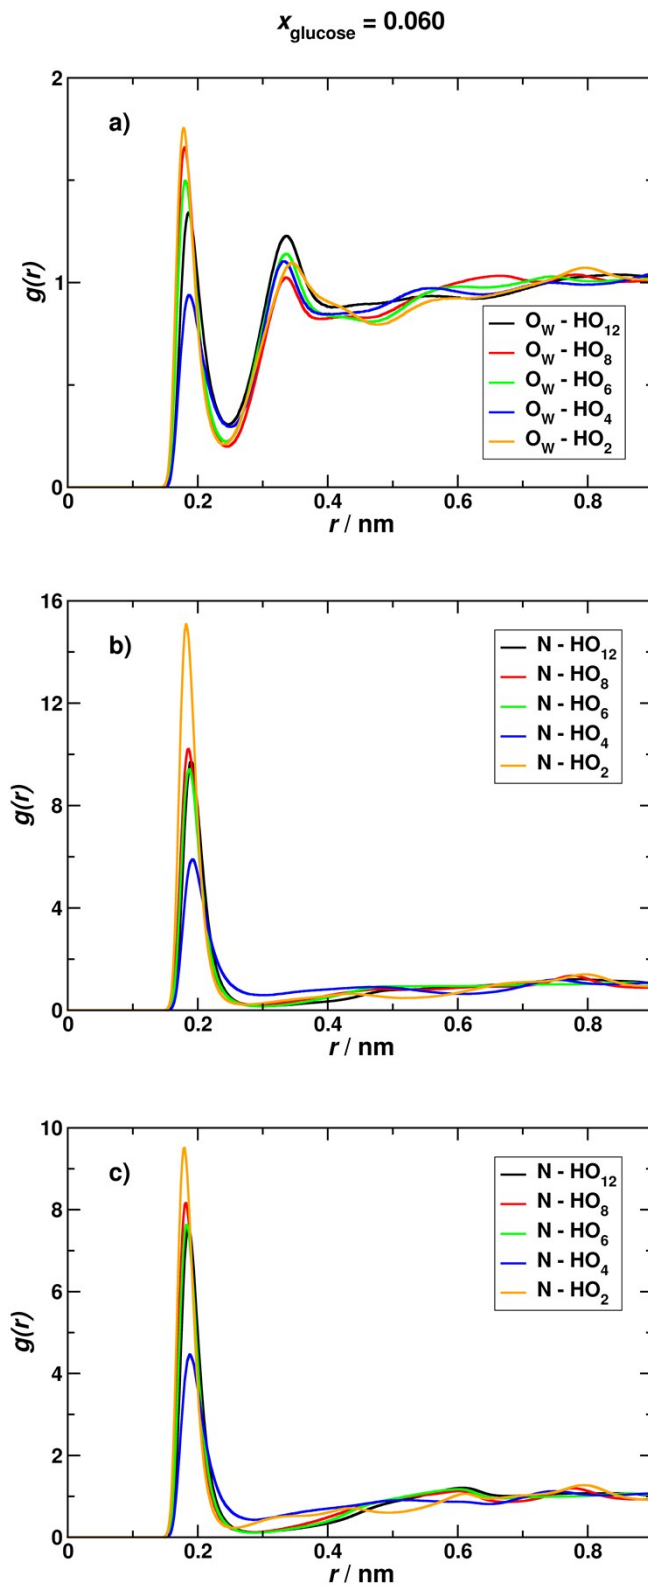 x_glucose = 0.060
a)
g(r)
2
1
0
O_W - HO_12
O_W - HO_8
O_W - HO_6
O_W - HO_4
O_W - HO_2
0 0.2 0.4 0.6 0.8
r / nm
b)
g(r)
16
12
8
4
0
N - HO_12
N - HO_8
N - HO_6
N - HO_4
N - HO_2
0 0.2 0.4 0.6 0.8
r / nm
c)
g(r)
10
8
6
4
2
0
N - HO_12
N - HO_8
N - HO_6
N - HO_4
N - HO_2
0 0.2 0.4 0.6 0.8
r / nm